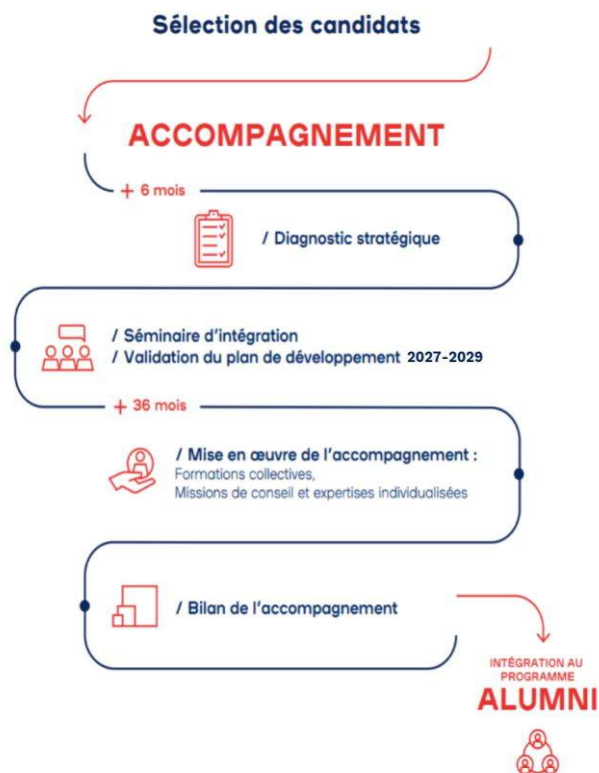 Sélection des candidats
ACCOMPAGNEMENT
+ 6 mois
/ Diagnostic stratégique
/ Séminaire d'intégration
/ Validation du plan de développement 2027-2029
+ 36 mois
/ Mise en œuvre de l'accompagnement :
Formations collectives,
Missions de conseil et expertises individualisées
/ Bilan de l'accompagnement
INTÉGRATION AU
PROGRAMME
ALUMNI